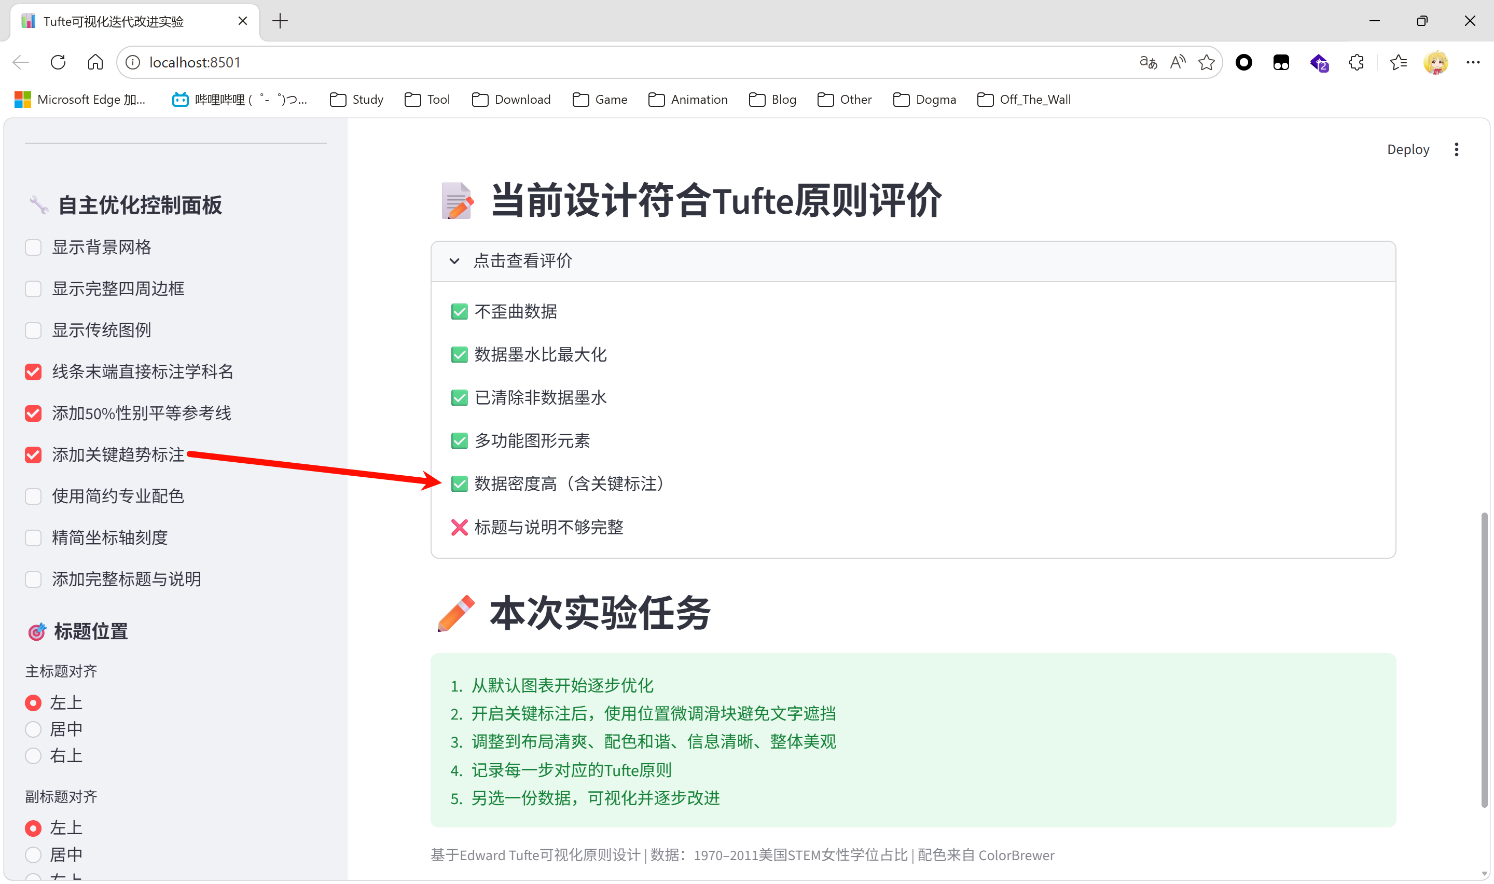 Tufte可视化迭代改进实验
localhost:8501
Microsoft Edge 加...
哔哩哔哩 ( ゜- ゜)つ...
Study
Tool
Download
Game
Animation
Blog
Other
Dogma
Off_The_Wall
Deploy
自主优化控制面板
显示背景网格
显示完整四周边框
显示传统图例
线条末端直接标注学科名
添加50%性别平等参考线
添加关键趋势标注
使用简约专业配色
精简坐标轴刻度
添加完整标题与说明
标题位置
主标题对齐
左上
居中
右上
副标题对齐
左上
居中
当前设计符合Tufte原则评价
点击查看评价
不歪曲数据
数据墨水比最大化
已清除非数据墨水
多功能图形元素
数据密度高（含关键标注）
标题与说明不够完整
本次实验任务
1. 从默认图表开始逐步优化
2. 开启关键标注后，使用位置微调滑块避免文字遮挡
3. 调整到布局清爽、配色和谐、信息清晰、整体美观
4. 记录每一步对应的Tufte原则
5. 另选一份数据，可视化并逐步改进
基于Edward Tufte可视化原则设计 | 数据：1970–2011美国STEM女性学位占比 | 配色来自 ColorBrewer